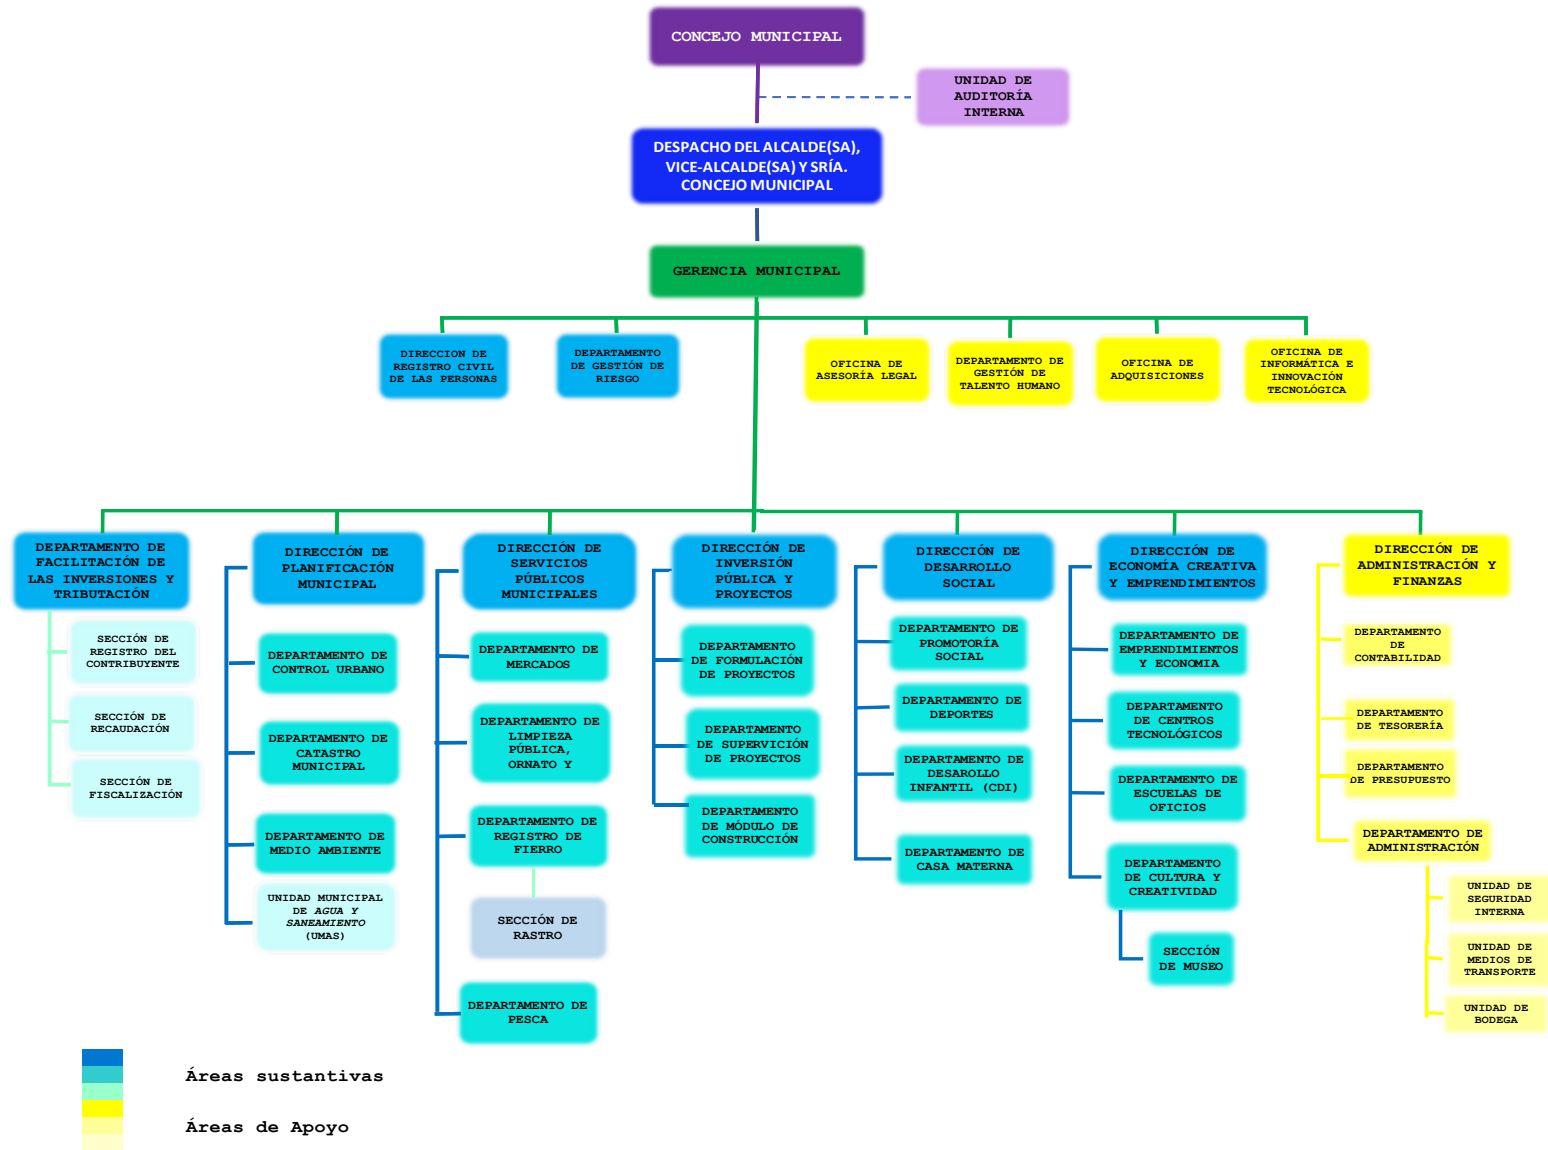 CONCEJO MUNICIPAL
UNIDAD DE
AUDITORÍA
INTERNA
DESPACHO DEL ALCALDE(SA),
VICE-ALCALDE(SA) Y SRÍA.
CONCEJO MUNICIPAL
GERENCIA MUNICIPAL
DIRECCION DE
REGISTRO CIVIL
DE LAS PERSONAS
DEPARTAMENTO
DE GESTIÓN DE
RIESGO
OFICINA DE
ASESORÍA LEGAL
DEPARTAMENTO DE
GESTIÓN DE
TALENTO HUMANO
OFICINA DE
ADQUISICIONES
OFICINA DE
INFORMÁTICA E
INNOVACIÓN
TECNOLÓGICA
DEPARTAMENTO DE
FACILITACIÓN DE
LAS INVERSIONES Y
TRIBUTACIÓN
SECCIÓN DE
REGISTRO DEL
CONTRIBUYENTE
SECCIÓN DE
RECAUDACIÓN
SECCIÓN DE
FISCALIZACIÓN
DIRECCIÓN DE
PLANIFICACIÓN
MUNICIPAL
DEPARTAMENTO DE
CONTROL URBANO
DEPARTAMENTO DE
CATASTRO
MUNICIPAL
DEPARTAMENTO DE
MEDIO AMBIENTE
UNIDAD MUNICIPAL
DE AGUA Y
SANEAMIENTO
(UMAS)
DIRECCIÓN DE
SERVICIOS
PÚBLICOS
MUNICIPALES
DEPARTAMENTO DE
MERCADOS
DEPARTAMENTO DE
LIMPIEZA
PÚBLICA,
ORNATO Y
DEPARTAMENTO DE
REGISTRO DE
FIERRO
SECCIÓN DE
RASTRO
DEPARTAMENTO DE
PESCA
DIRECCIÓN DE
INVERSIÓN
PÚBLICA Y
PROYECTOS
DEPARTAMENTO
DE FORMULACIÓN
DE PROYECTOS
DEPARTAMENTO
DE SUPERVICIÓN
DE PROYECTOS
DEPARTAMENTO
DE MÓDULO DE
CONSTRUCCIÓN
DIRECCIÓN DE
DESARROLLO
SOCIAL
DEPARTAMENTO DE
PROMOTORÍA
SOCIAL
DEPARTAMENTO DE
DEPORTES
DEPARTAMENTO DE
DESAROLLO
INFANTIL (CDI)
DEPARTAMENTO DE
CASA MATERNA
DIRECCIÓN DE
ECONOMÍA CREATIVA
Y EMPRENDIMIENTOS
DEPARTAMENTO DE
EMPRENDIMIENTOS
Y ECONOMIA
DEPARTAMENTO
DE CENTROS
TECNOLÓGICOS
DEPARTAMENTO DE
ESCUELAS DE
OFICIOS
DEPARTAMENTO
DE CULTURA Y
CREATIVIDAD
SECCIÓN
DE MUSEO
DIRECCIÓN DE
ADMINISTRACIÓN Y
FINANZAS
DEPARTAMENTO
DE
CONTABILIDAD
DEPARTAMENTO
DE TESORERÍA
DEPARTAMENTO
DE PRESUPUESTO
DEPARTAMENTO DE
ADMINISTRACIÓN
UNIDAD DE
SEGURIDAD
INTERNA
UNIDAD DE
MEDIOS DE
TRANSPORTE
UNIDAD DE
BODEGA
Áreas sustantivas
Áreas de Apoyo